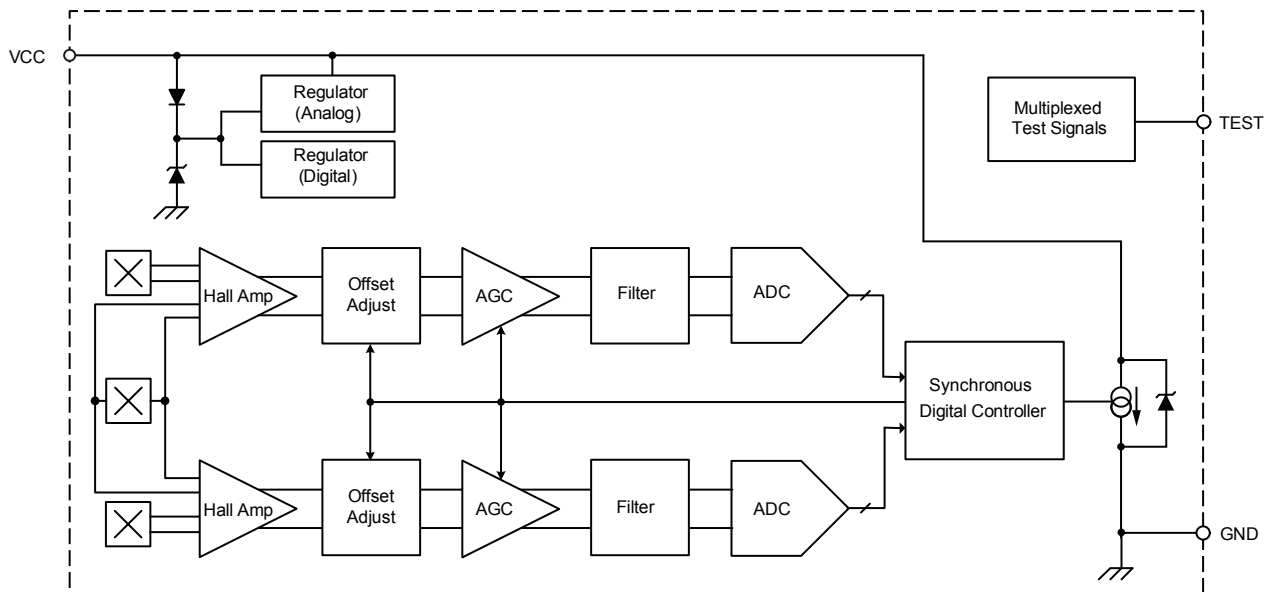 VCC
Regulator
(Analog)
Regulator
(Digital)
Multiplexed
Test Signals
TEST
Hall Amp
Offset
Adjust
AGC
Filter
ADC
Synchronous
Digital Controller
Hall Amp
Offset
Adjust
AGC
Filter
ADC
GND